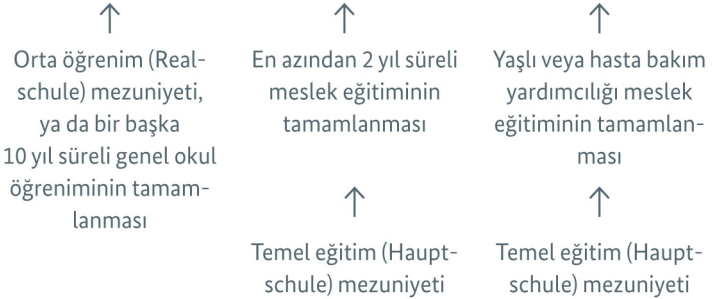 Orta öğrenim (Real-
schule) mezuniyeti,
ya da bir başka
10 yıl süreli genel okul
öğreniminin tamam-
lanması
En azından 2 yıl süreli
meslek eğitiminin
tamamlanması
Temel eğitim (Haupt-
schule) mezuniyeti
Yaşlı veya hasta bakım
yardımcılığı meslek
eğitiminin tamamlan-
ması
Temel eğitim (Haupt-
schule) mezuniyeti